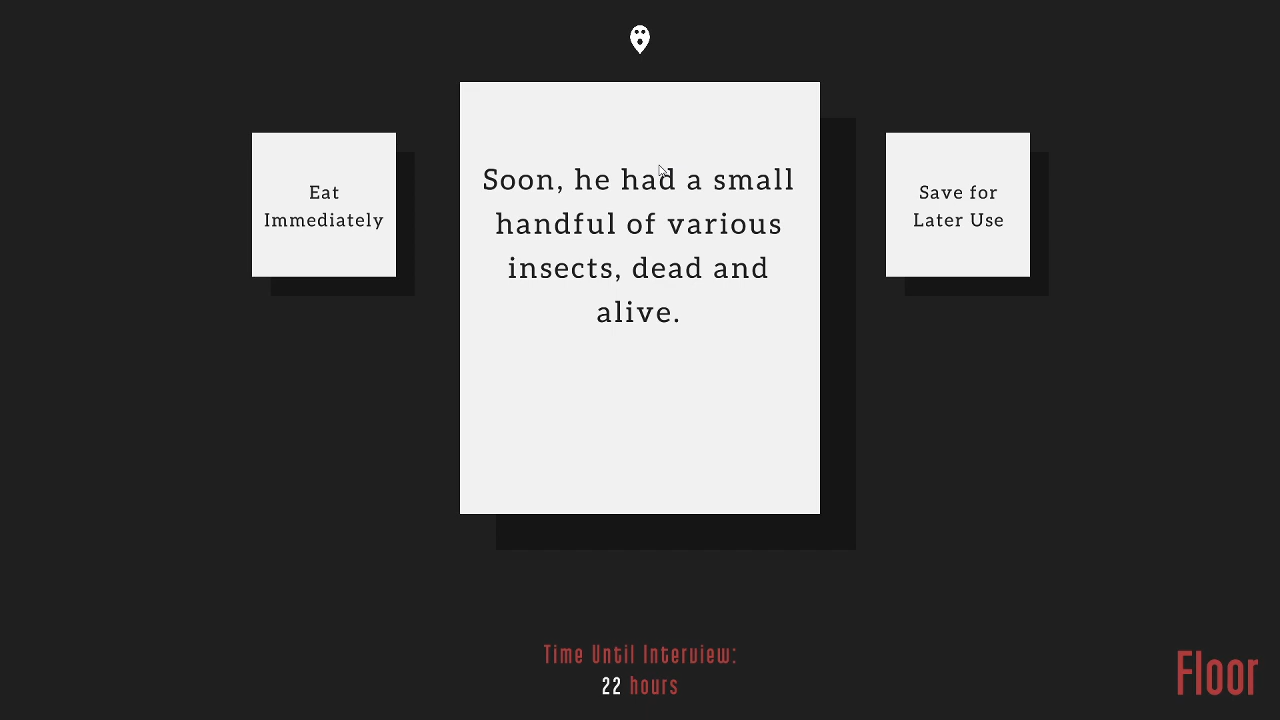 Eat
Immediately
Soon, he had a small
handful of various
insects, dead and
alive.
Save for
Later Use
Time Until Interview:
22 hours
Floor